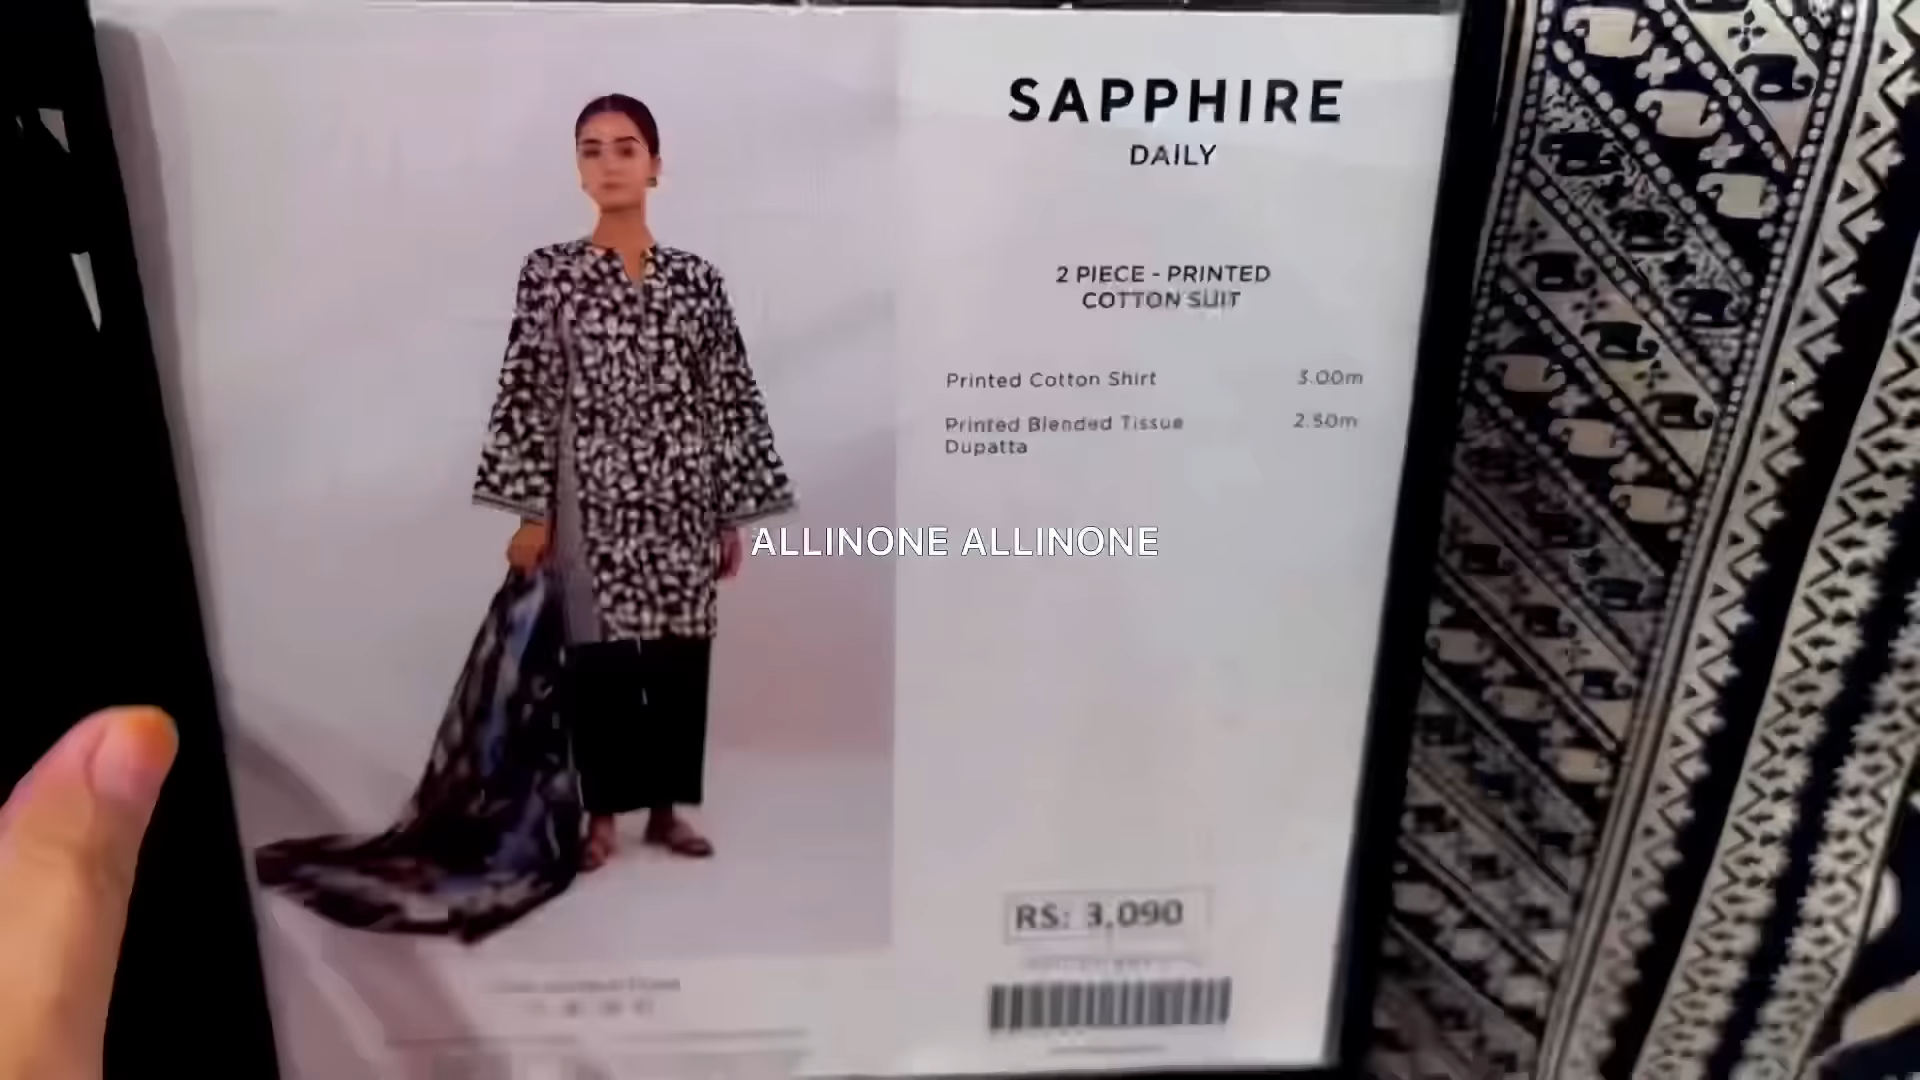 SAPPHIRE
DAILY
2 PIECE - PRINTED
COTTON SUIT
Printed Cotton Shirt 3.00m
Printed Blended Tissue 2.50m
Dupatta
ALLINONE ALLINONE
RS: 3,090